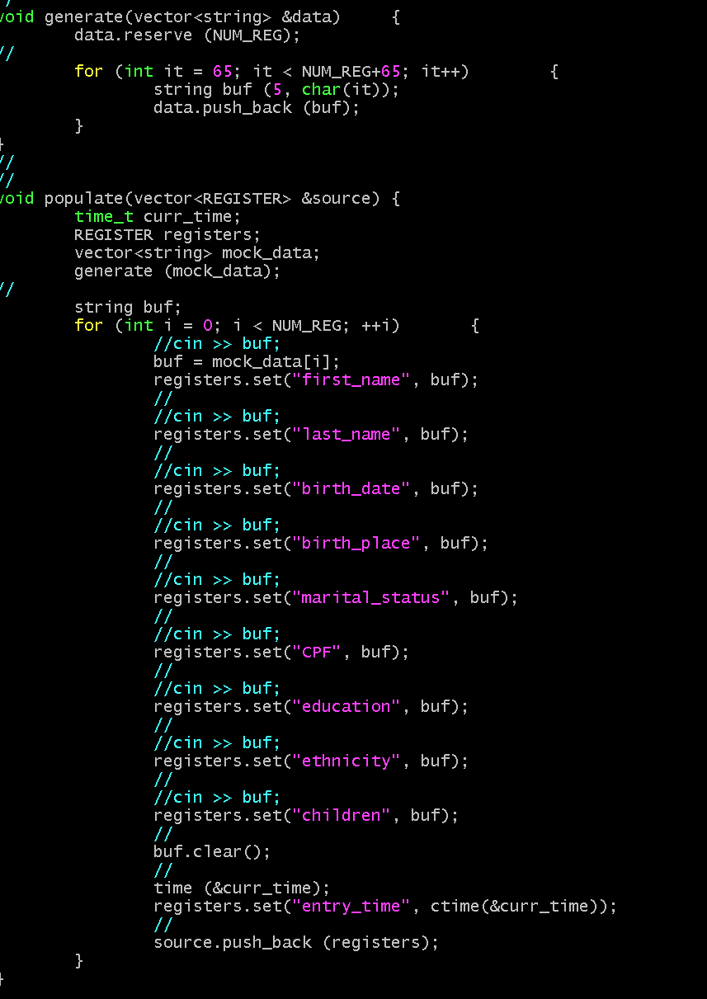 /
void generate(vector<string> &data)     {
        data.reserve (NUM_REG);
//
        for (int it = 65; it < NUM_REG+65; it++)        {
                string buf (5, char(it));
                data.push_back (buf);
        }
}
//
//
void populate(vector<REGISTER> &source) {
        time_t curr_time;
        REGISTER registers;
        vector<string> mock_data;
        generate (mock_data);
//
        string buf;
        for (int i = 0; i < NUM_REG; ++i)       {
                //cin >> buf;
                buf = mock_data[i];
                registers.set("first_name", buf);
                //
                //cin >> buf;
                registers.set("last_name", buf);
                //
                //cin >> buf;
                registers.set("birth_date", buf);
                //
                //cin >> buf;
                registers.set("birth_place", buf);
                //
                //cin >> buf;
                registers.set("marital_status", buf);
                //
                //cin >> buf;
                registers.set("CPF", buf);
                //
                //cin >> buf;
                registers.set("education", buf);
                //
                //cin >> buf;
                registers.set("ethnicity", buf);
                //
                //cin >> buf;
                registers.set("children", buf);
                //
                buf.clear();
                //
                time (&curr_time);
                registers.set("entry_time", ctime(&curr_time));
                //
                source.push_back (registers);
        }
}